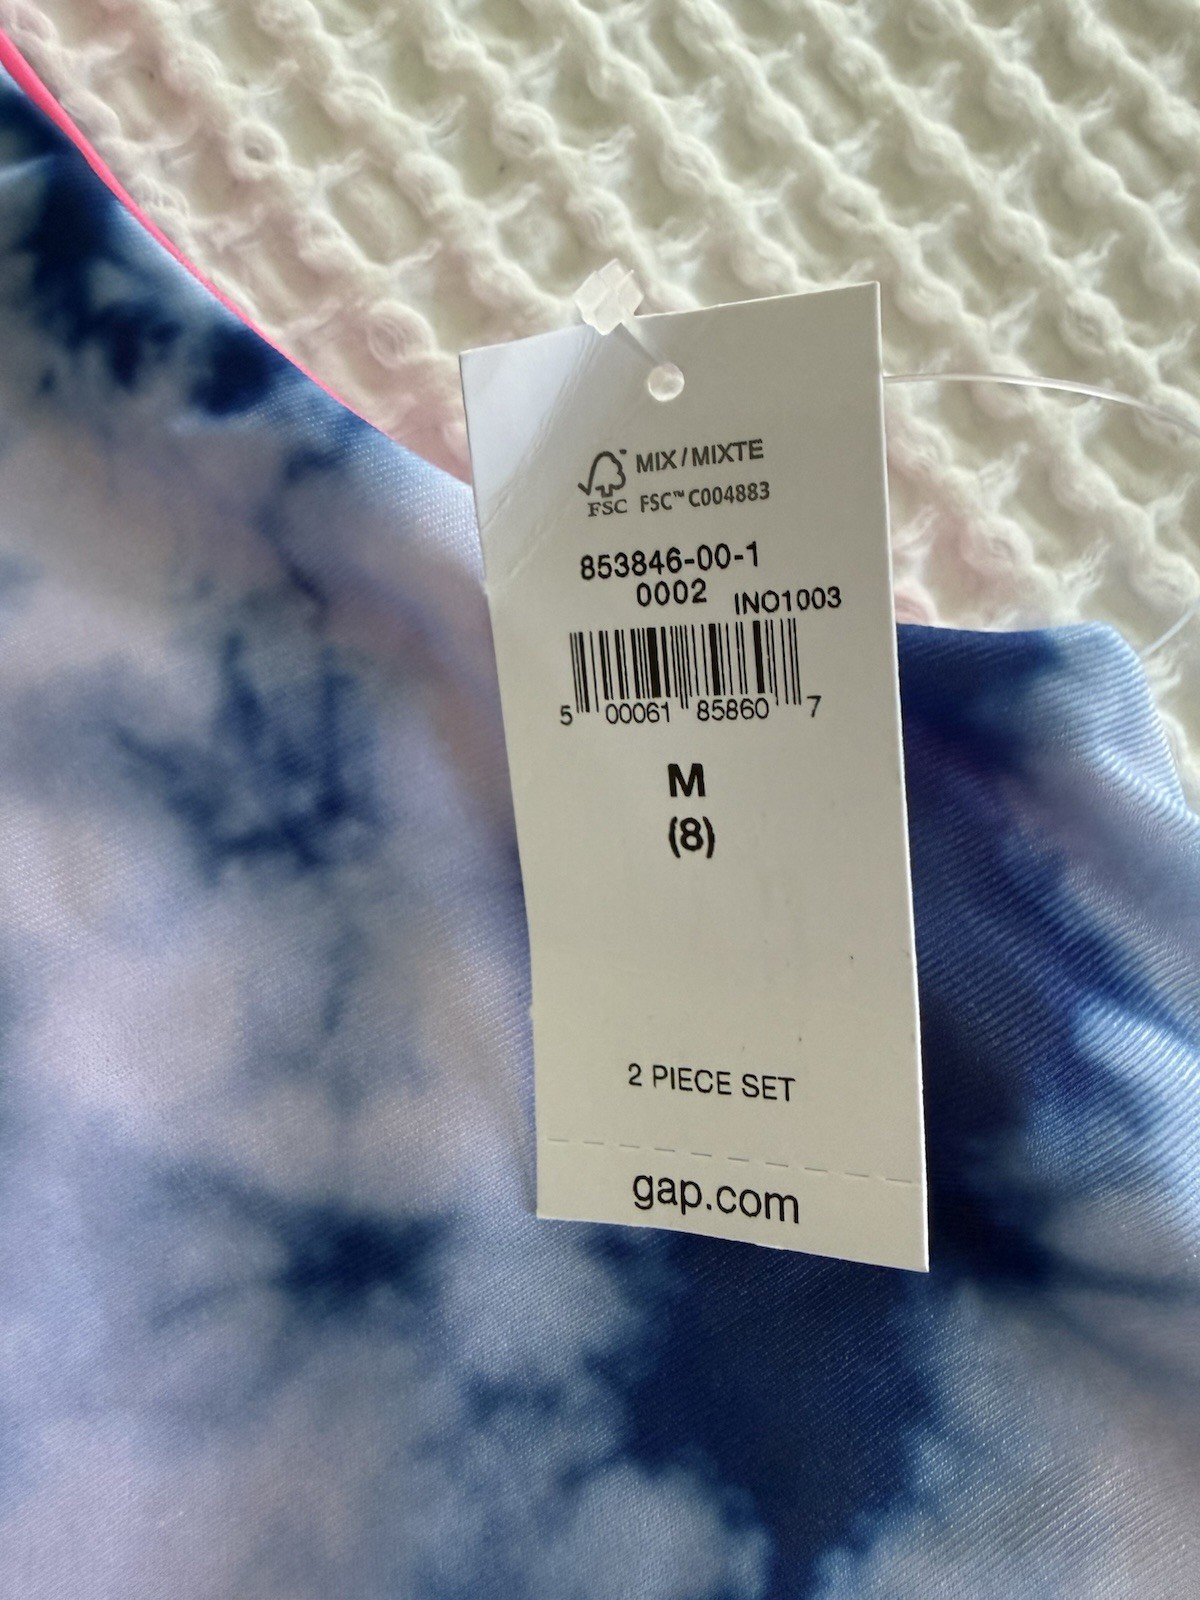 MIX / MIXTE
FSC FSC™ C004883
853846-00-1
0002 INO1003
5 00061 85860 7
M
(8)
2 PIECE SET
gap.com